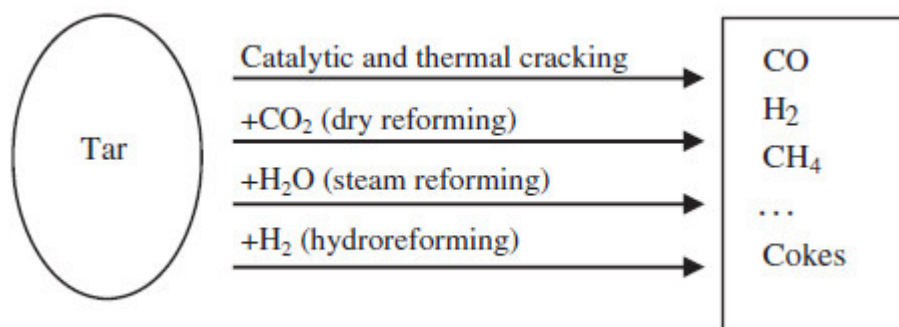 Tar
Catalytic and thermal cracking
+CO₂ (dry reforming)
+H₂O (steam reforming)
+H₂ (hydroreforming)
CO
H₂
CH₄
...
Cokes